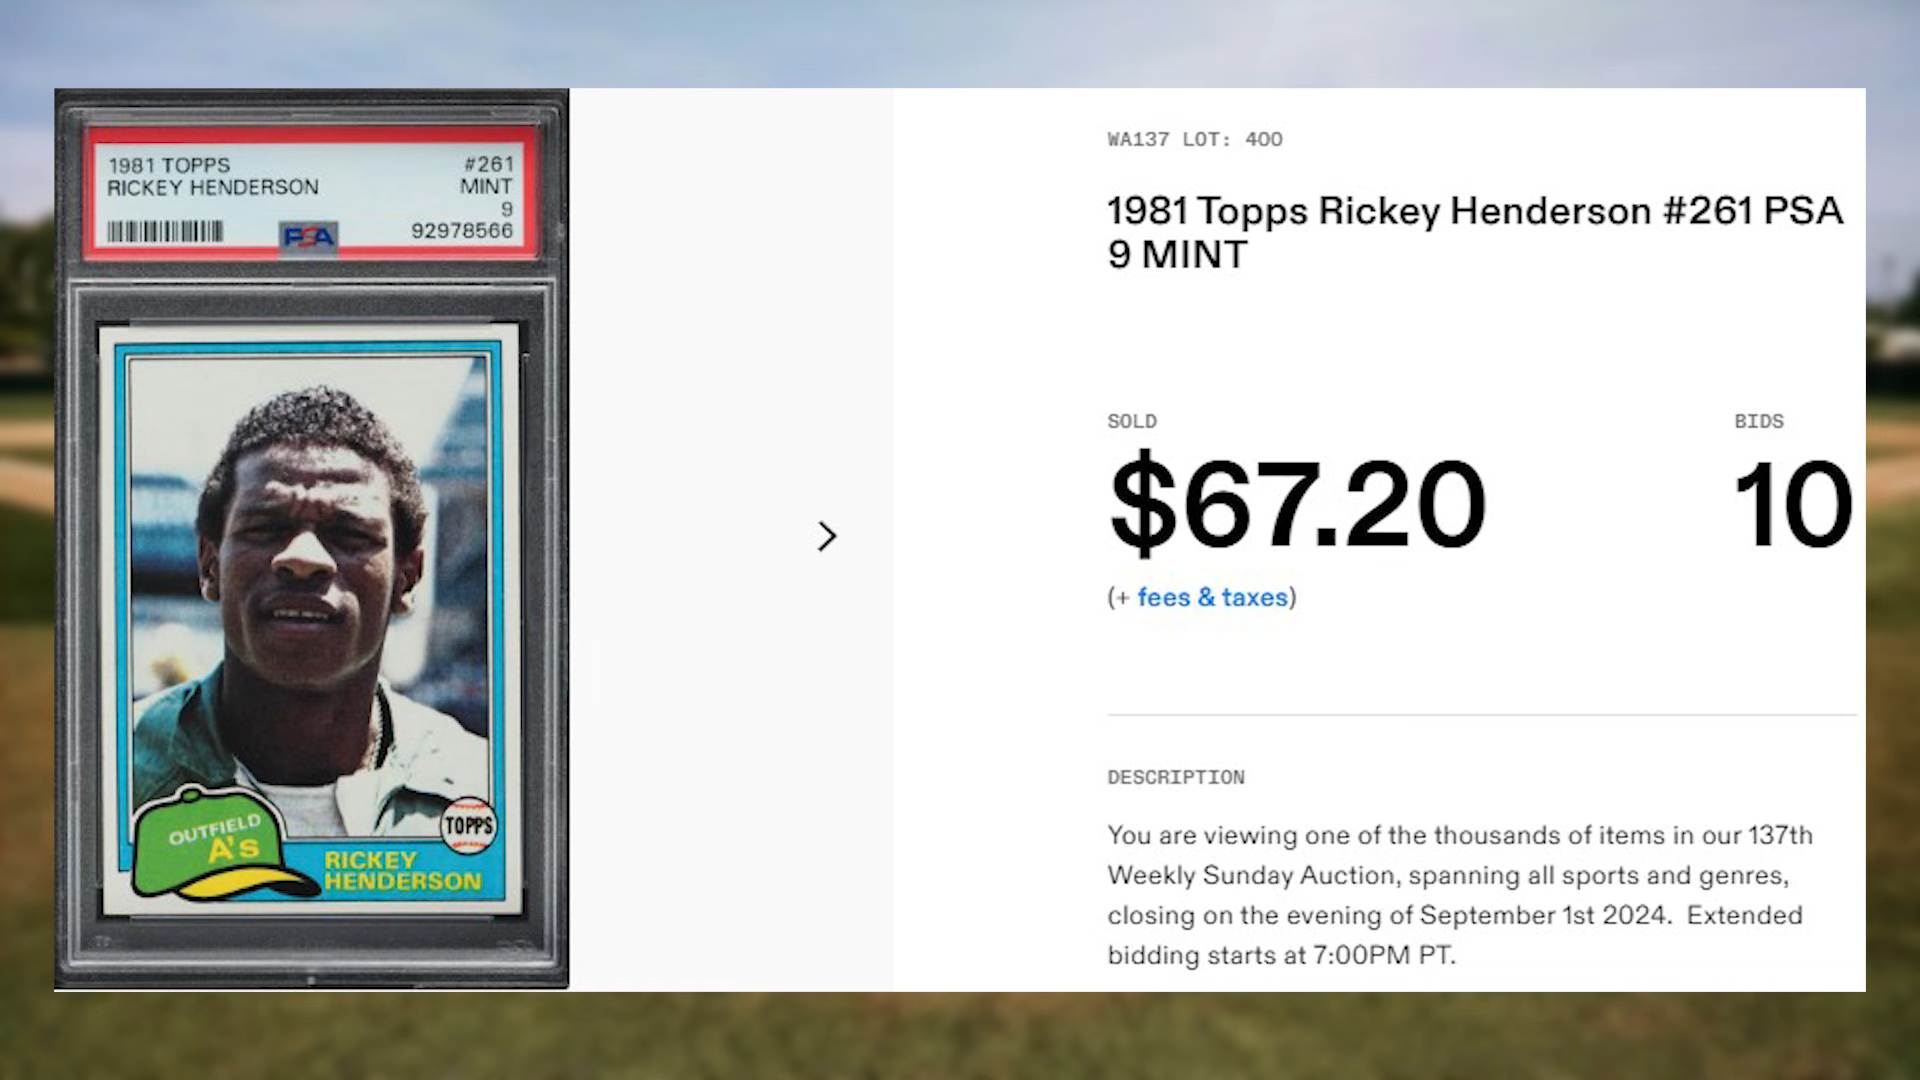 1981 TOPPS #261
RICKEY HENDERSON MINT
9
PSA 92978566
OUTFIELD
A's
TOPPS
RICKEY
HENDERSON
WA137 LOT: 400
1981 Topps Rickey Henderson #261 PSA
9 MINT
SOLD BIDS
$67.20 10
(+ fees & taxes)
DESCRIPTION
You are viewing one of the thousands of items in our 137th
Weekly Sunday Auction, spanning all sports and genres,
closing on the evening of September 1st 2024. Extended
bidding starts at 7:00PM PT.